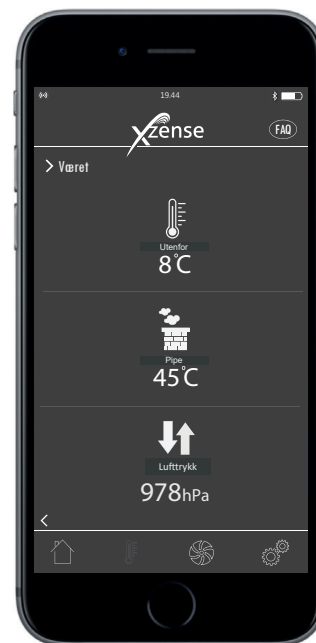 19.44
xzense
FAQ
> Været
Utenfor
8°C
Pipe
45°C
Lufttrykk
978hPa
<